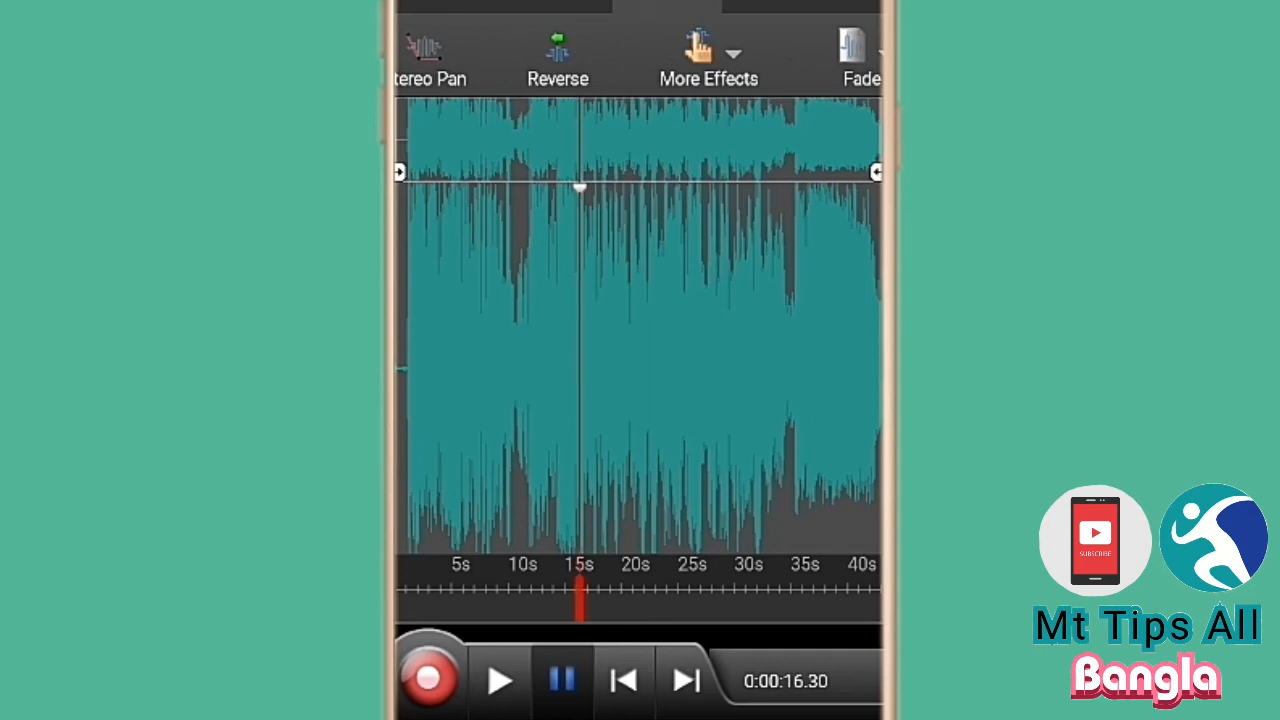 tereo Pan
Reverse
More Effects
Fade
5s 10s 15s 20s 25s 30s 35s 40s
0:00:16.30
SUBSCRIBE
Mt Tips All
Bangla